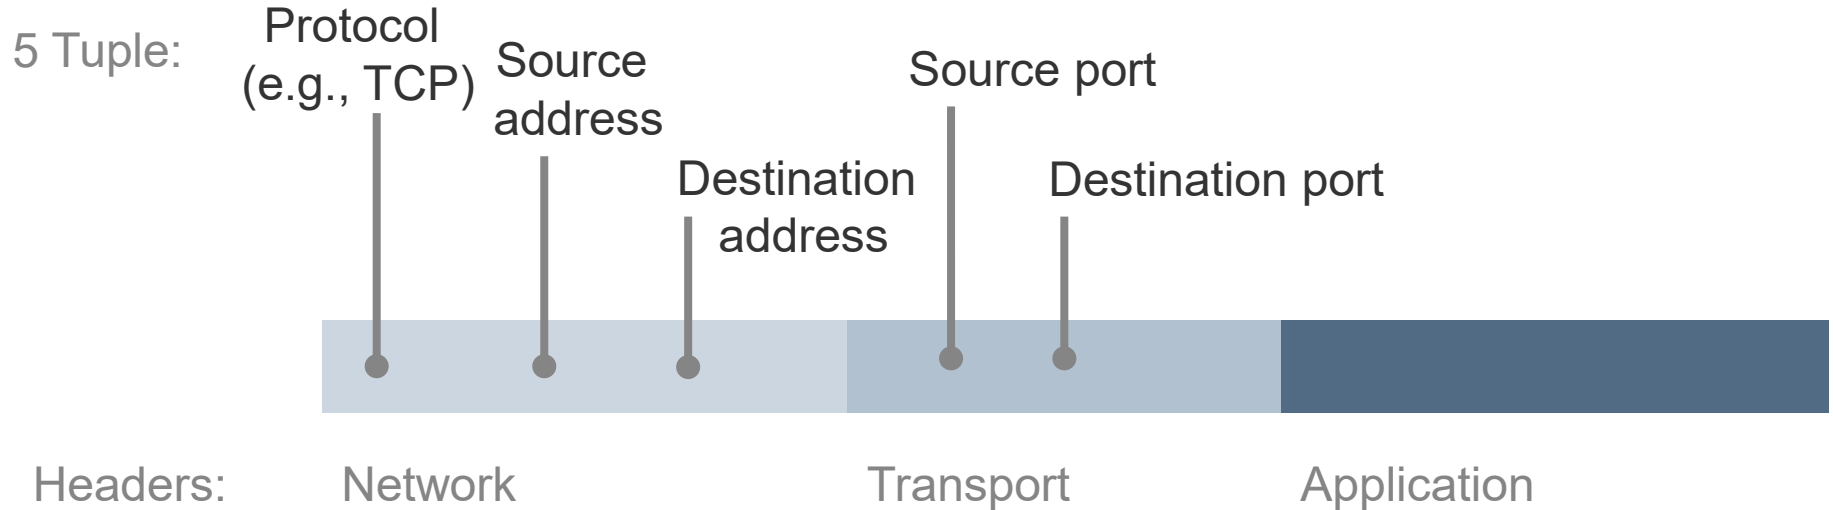 5 Tuple:
Protocol
(e.g., TCP)
Source
address
Destination
address
Source port
Destination port
Headers:
Network
Transport
Application